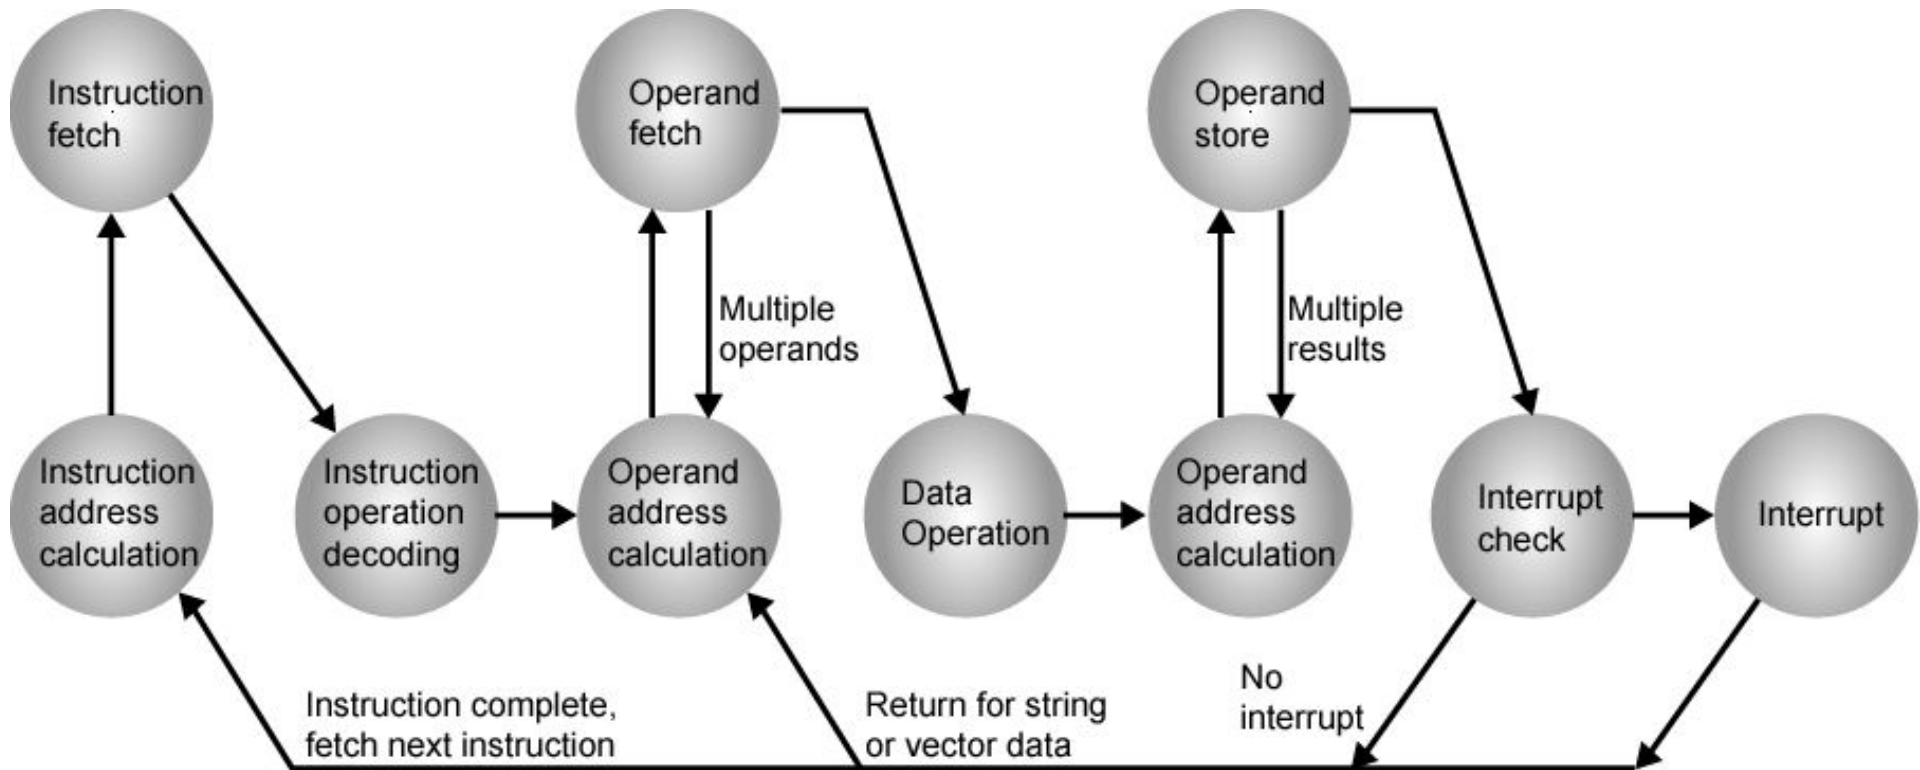 Instruction
fetch
Operand
fetch
Operand
store
Multiple
operands
Multiple
results
Instruction
address
calculation
Instruction
operation
decoding
Operand
address
calculation
Data
Operation
Operand
address
calculation
Interrupt
check
Interrupt
Instruction complete,
fetch next instruction
Return for string
or vector data
No
interrupt